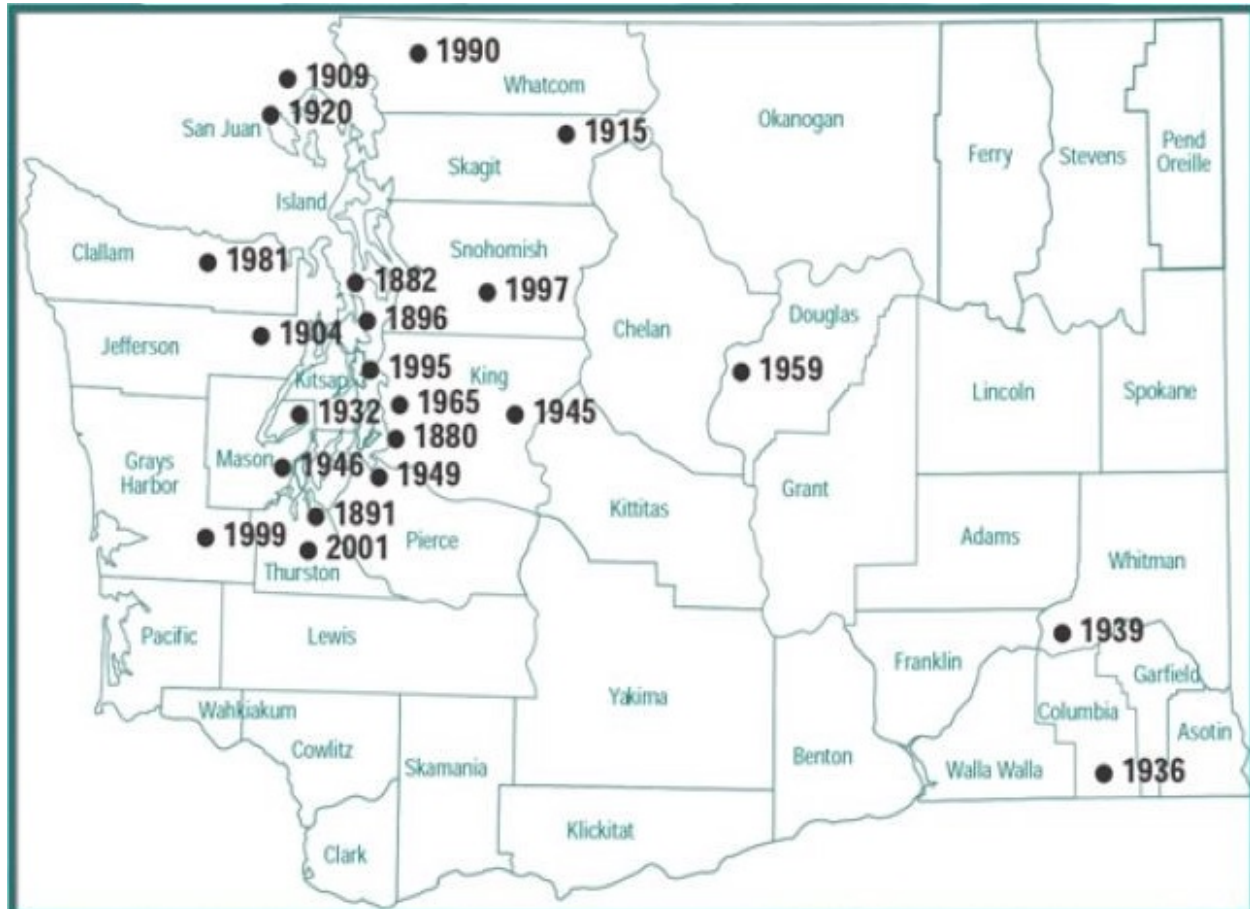 1990
1909
Whatcom
1920
San Juan
Okanogan
1915
Pend
Oreille
Ferry
Stevens
Skagit
Island
Clallam
Snohomish
1981
1882
1997
Douglas
1896
Chelan
1904
Jefferson
1995
King
1959
Kitsap
Lincoln
Spokane
1965
1932
1945
1880
Mason
1946
Grays
Harbor
1949
Grant
Kittitas
1891
1999
Pierce
Adams
2001
Whitman
Thurston
Pacific
Lewis
1939
Franklin
Garfield
Yakima
Wahkiakum
Columbia
Asotin
Cowlitz
Benton
Skamania
Walla Walla
1936
Klickitat
Clark